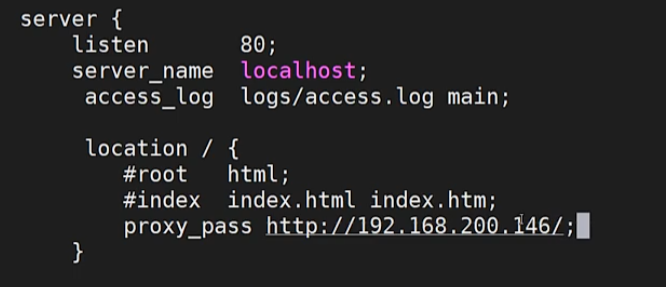 server {
    listen       80;
    server_name  localhost;
     access_log  logs/access.log main;

     location / {
        #root   html;
        #index  index.html index.htm;
        proxy_pass http://192.168.200.146/;
    }